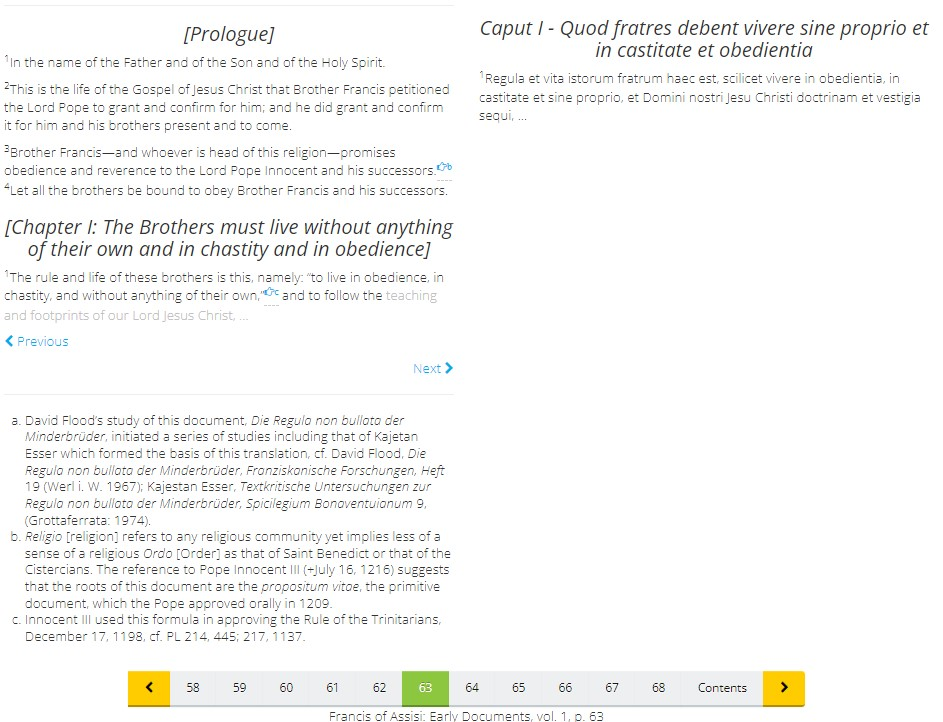 [Prologue]
1In the name of the Father and of the Son and of the Holy Spirit.
2This is the life of the Gospel of Jesus Christ that Brother Francis petitioned
the Lord Pope to grant and confirm for him; and he did grant and confirm
it for him and his brothers present and to come.
3Brother Francis—and whoever is head of this religion—promises
obedience and reverence to the Lord Pope Innocent and his successors.b
4Let all the brothers be bound to obey Brother Francis and his successors.
[Chapter I: The Brothers must live without anything
of their own and in chastity and in obedience]
1The rule and life of these brothers is this, namely: "to live in obedience, in
chastity, and without anything of their own,"c and to follow the teaching
and footprints of our Lord Jesus Christ, ...
Previous
Next
Caput I - Quod fratres debent vivere sine proprio et
in castitate et obedientia
1Regula et vita istorum fratrum haec est, scilicet vivere in obedientia, in
castitate et sine proprio, et Domini nostri Jesu Christi doctrinam et vestigia
sequi, ...
a. David Flood's study of this document, Die Regula non bullata der
Minderbrüder, initiated a series of studies including that of Kajetan
Esser which formed the basis of this translation, cf. David Flood, Die
Regula non bullata der Minderbrüder, Franziskanische Forschungen, Heft
19 (Werl i. W. 1967); Kajestan Esser, Textkritische Untersuchungen zur
Regula non bullata der Minderbrüder, Spicilegium Bonaventuianum 9,
(Grottaferrata: 1974).
b. Religio [religion] refers to any religious community yet implies less of a
sense of a religious Ordo [Order] as that of Saint Benedict or that of the
Cistercians. The reference to Pope Innocent III (+July 16, 1216) suggests
that the roots of this document are the propositum vitae, the primitive
document, which the Pope approved orally in 1209.
c. Innocent III used this formula in approving the Rule of the Trinitarians,
December 17, 1198, cf. PL 214, 445; 217, 1137.
58 59 60 61 62 63 64 65 66 67 68 Contents
Francis of Assisi: Early Documents, vol. 1, p. 63